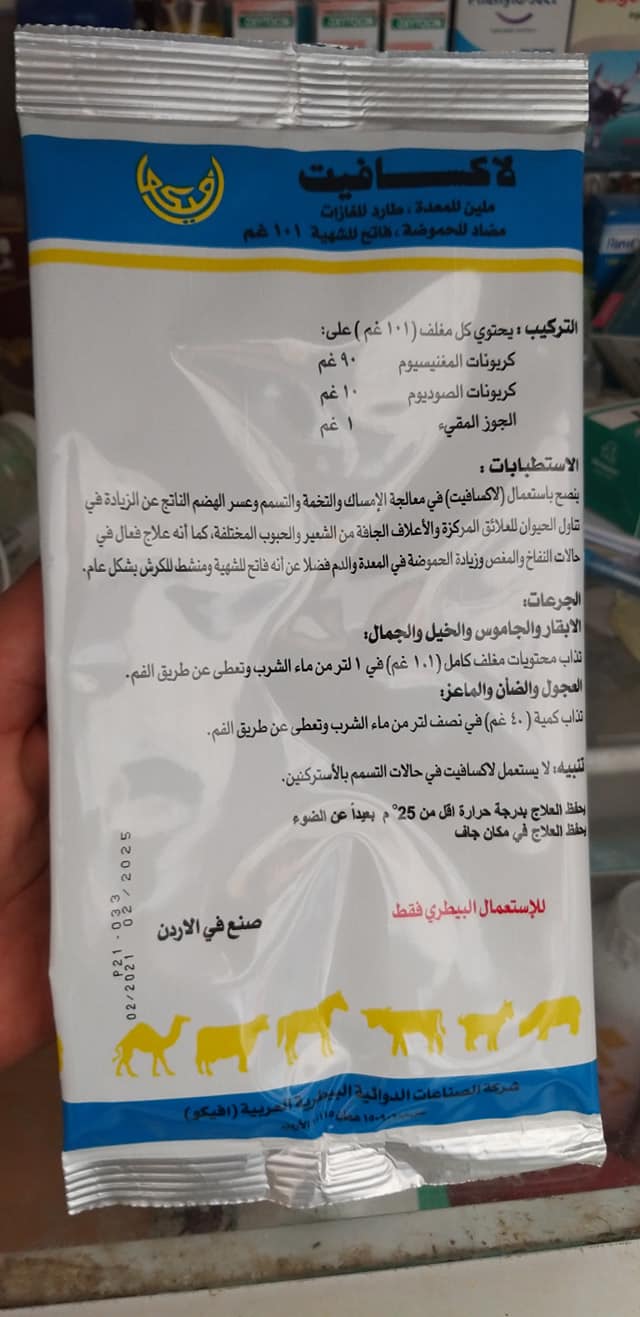 افيكو
لاكسافيت
ملين للمعدة ، طارد للغازات
مضاد للحموضة ، فاتح للشهية ١٠١ غم
التركيب : يحتوي كل مغلف (١٠١ غم ) على:
كربونات المغنيسيوم ٩٠ غم
كربونات الصوديوم ١٠ غم
الجوز المقيء ١ غم
الاستطبابات :
ينصح باستعمال (لاكسافيت) في معالجة الإمساك والتخمة والتسمم وعسر الهضم الناتج عن الزيادة في
تناول الحيوان للعلائق المركزة والأعلاف الجافة من الشعير والحبوب المختلفة، كما أنه علاج فعال في
حالات النفاخ والمغص وزيادة الحموضة في المعدة والدم فضلا عن أنه فاتح للشهية ومنشط للكرش بشكل عام.
الجرعات:
الابقار والجاموس والخيل والجمال:
تذاب محتويات مغلف كامل (١٠١ غم) في ١ لتر من ماء الشرب وتعطى عن طريق الفم.
العجول والضأن والماعز:
تذاب كمية (٤٠ غم) في نصف لتر من ماء الشرب وتعطى عن طريق الفم.
تنبيه: لا يستعمل لاكسافيت في حالات التسمم بالأستركنين.
يحفظ العلاج بدرجة حرارة اقل من 25° م بعيداً عن الضوء
يحفظ العلاج في مكان جاف
للإستعمال البيطري فقط
صنع في الاردن
P21 . 033
02/2021 02/2025
شركة الصناعات الدوائية البيطرية العربية (افيكو)